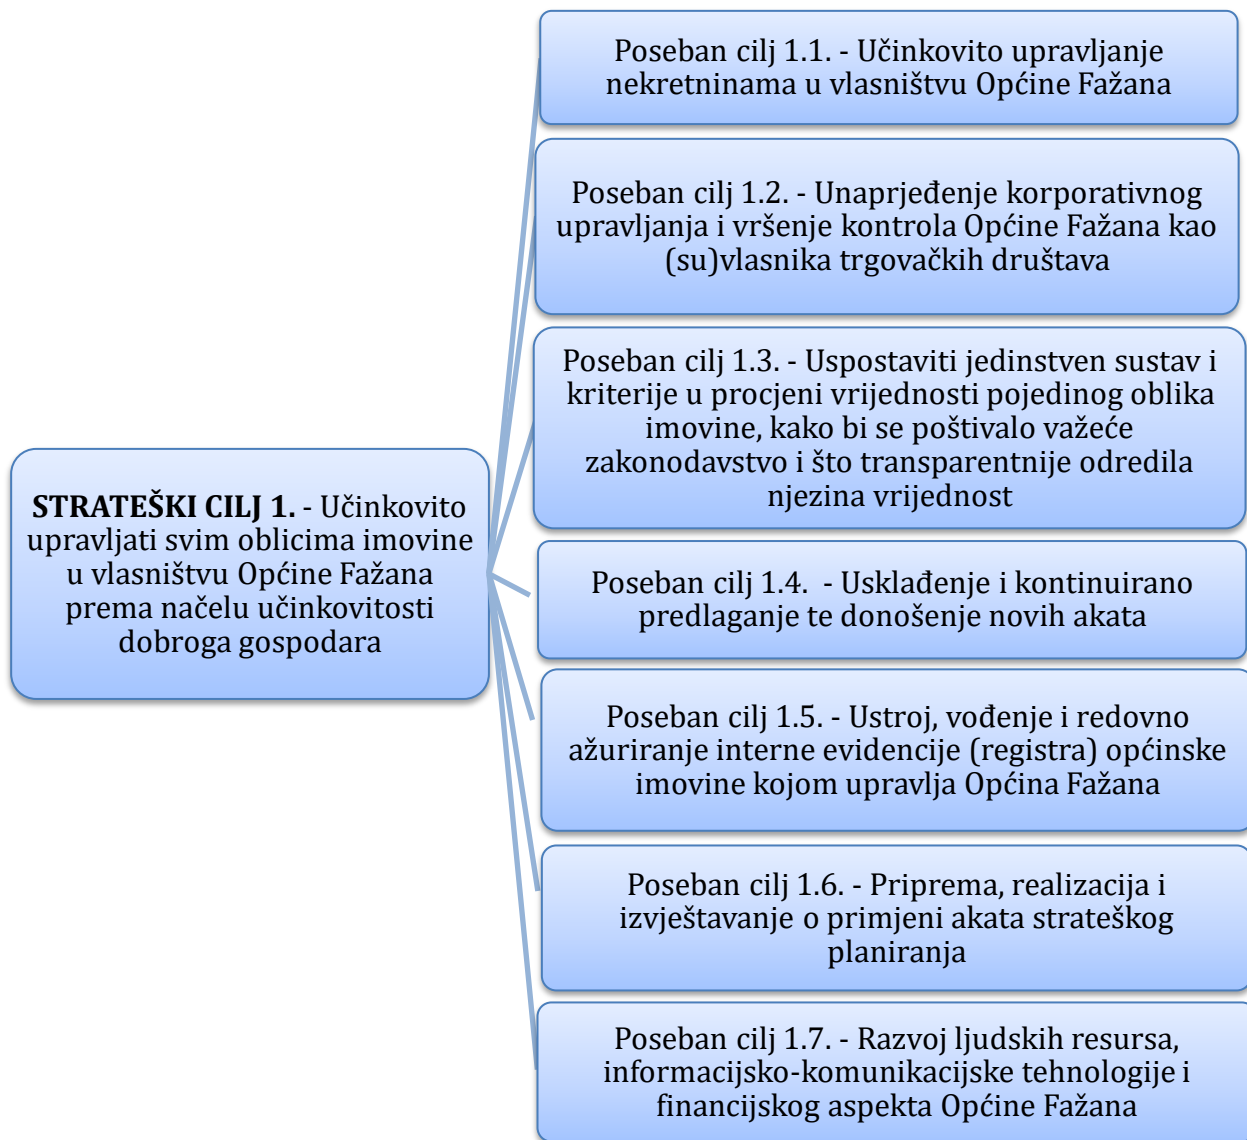 STRATEŠKI CILJ 1. - Učinkovito
upravljati svim oblicima imovine
u vlasništvu Općine Fažana
prema načelu učinkovitosti
dobroga gospodara
Poseban cilj 1.1. - Učinkovito upravljanje
nekretninama u vlasništvu Općine Fažana
Poseban cilj 1.2. - Unaprjeđenje korporativnog
upravljanja i vršenje kontrola Općine Fažana kao
(su)vlasnika trgovačkih društava
Poseban cilj 1.3. - Uspostaviti jedinstven sustav i
kriterije u procjeni vrijednosti pojedinog oblika
imovine, kako bi se poštivalo važeće
zakonodavstvo i što transparentnije odredila
njezina vrijednost
Poseban cilj 1.4. - Usklađenje i kontinuirano
predlaganje te donošenje novih akata
Poseban cilj 1.5. - Ustroj, vođenje i redovno
ažuriranje interne evidencije (registra) općinske
imovine kojom upravlja Općina Fažana
Poseban cilj 1.6. - Priprema, realizacija i
izvještavanje o primjeni akata strateškog
planiranja
Poseban cilj 1.7. - Razvoj ljudskih resursa,
informacijsko-komunikacijske tehnologije i
financijskog aspekta Općine Fažana